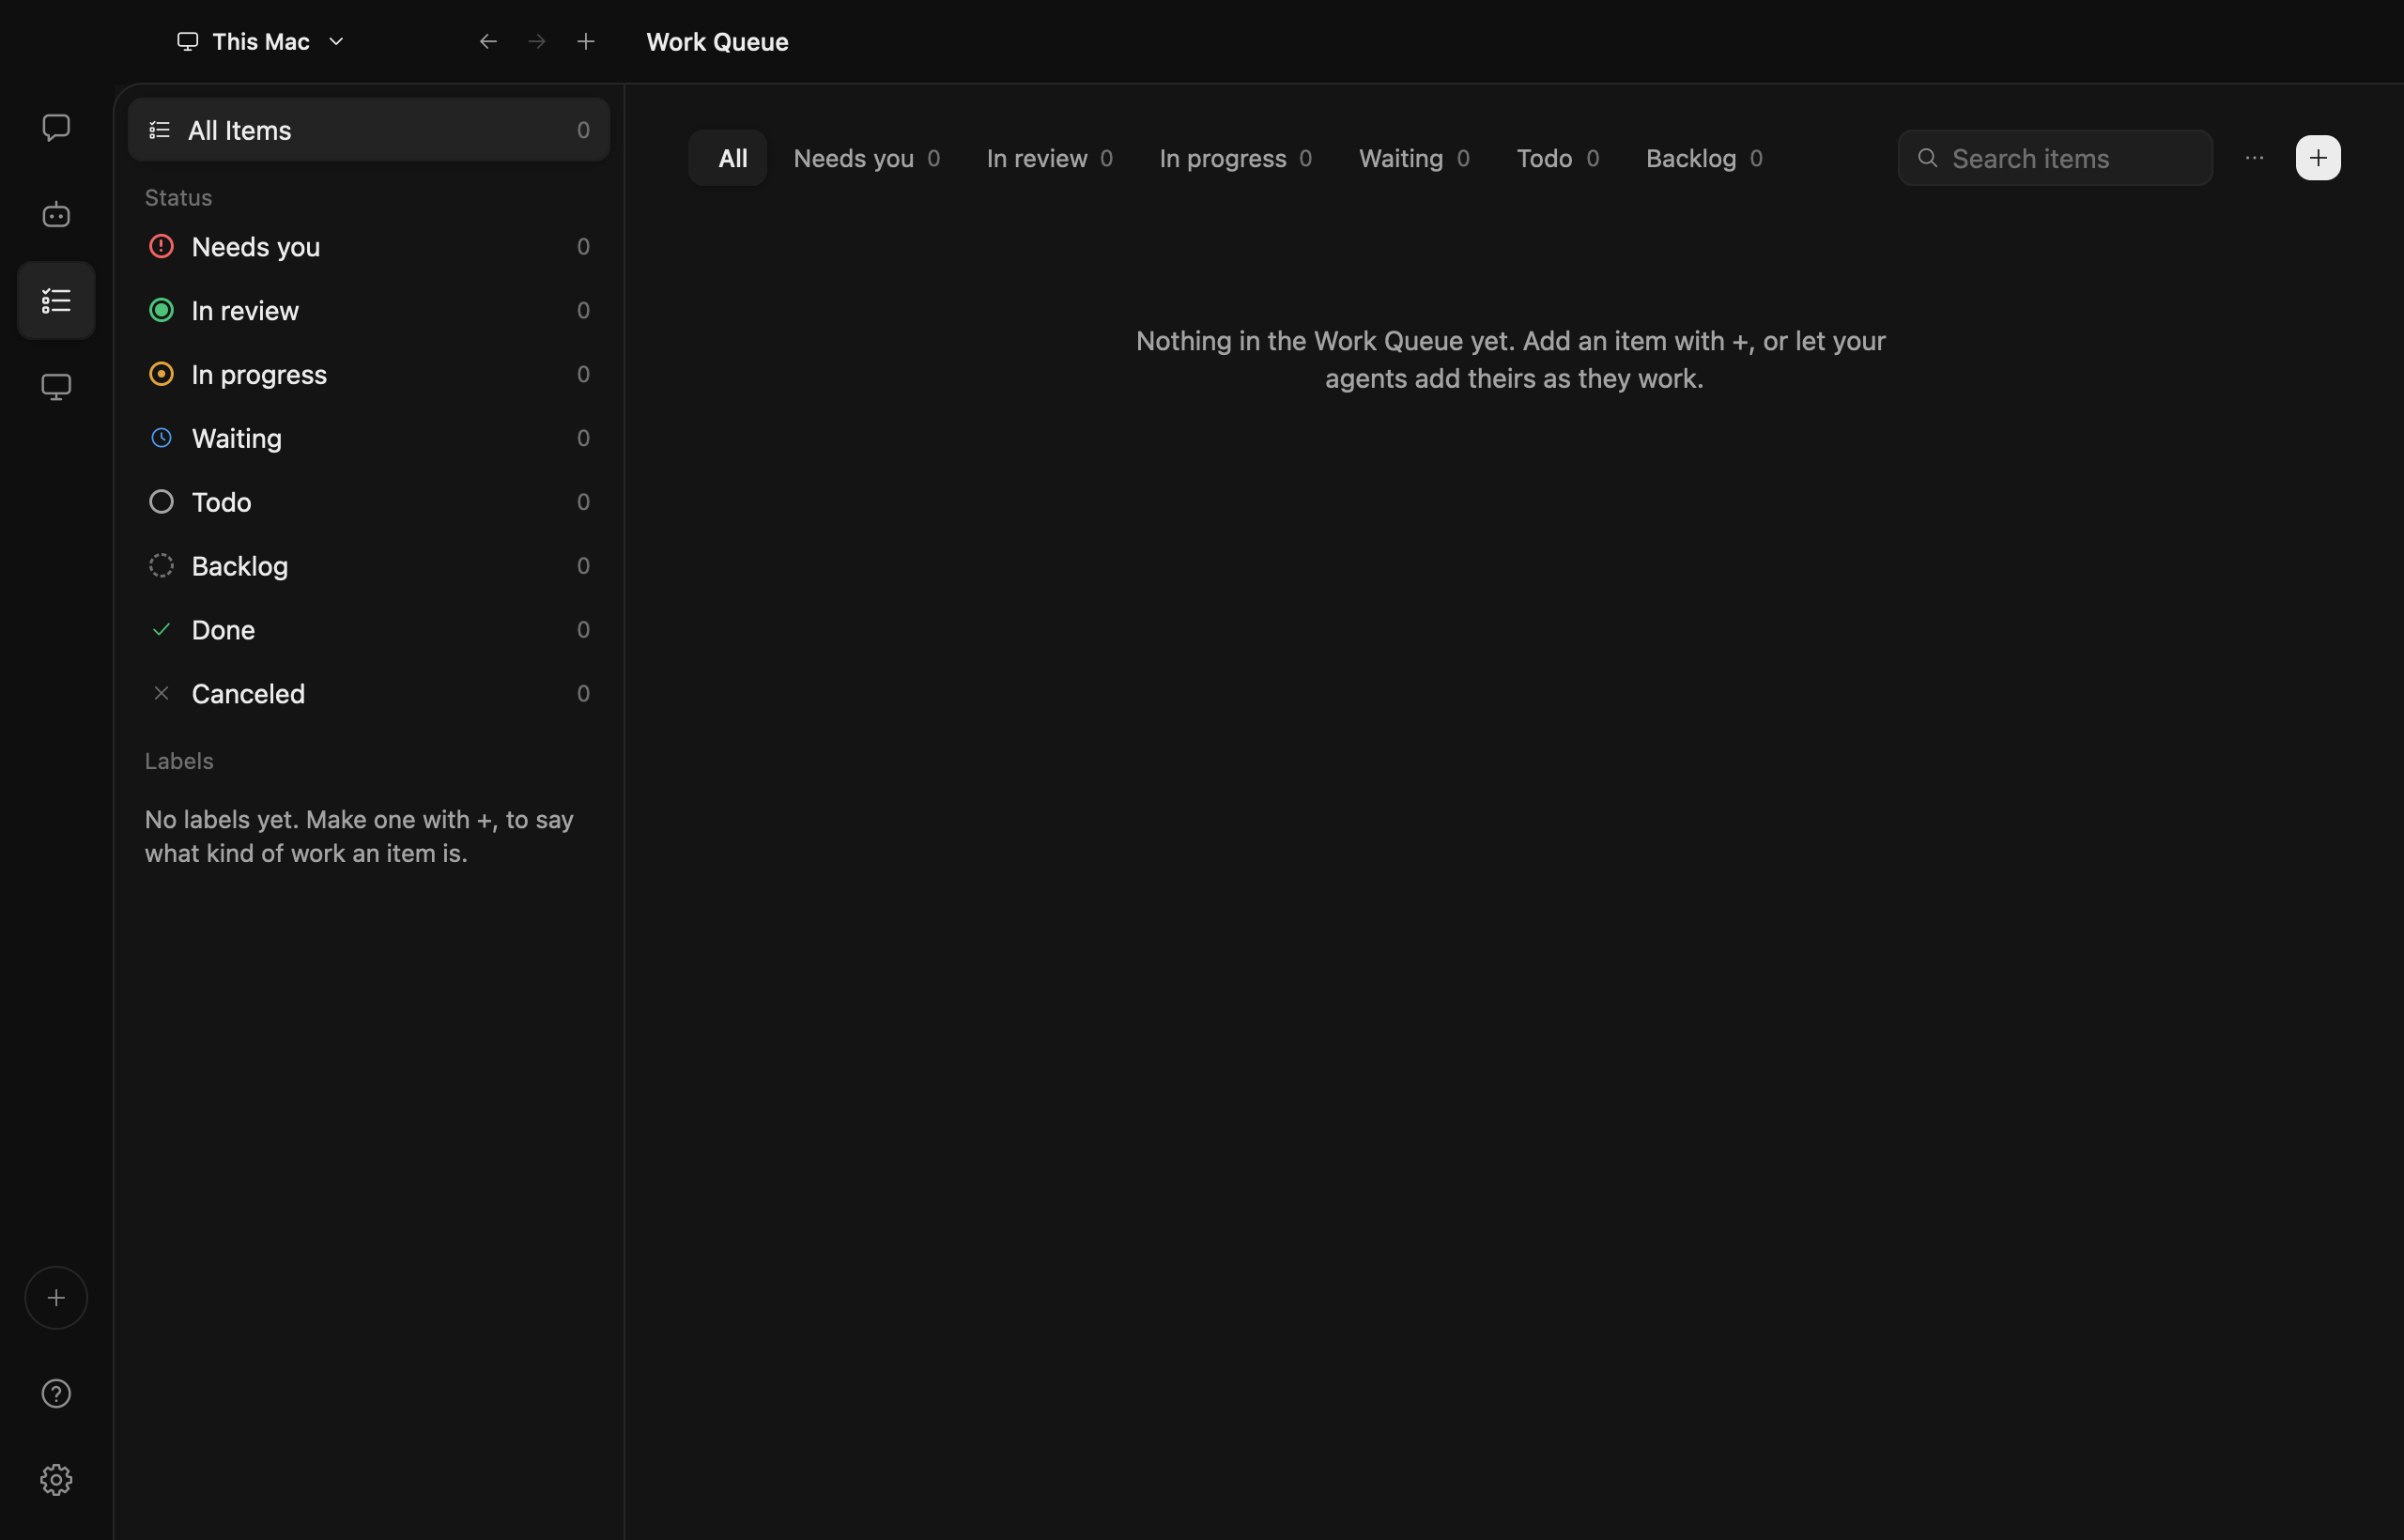 This Mac
Work Queue
All Items 0
Status
Needs you 0
In review 0
In progress 0
Waiting 0
Todo 0
Backlog 0
Done 0
Canceled 0
Labels
No labels yet. Make one with +, to say
what kind of work an item is.
All Needs you 0 In review 0 In progress 0 Waiting 0 Todo 0 Backlog 0 Search items
Nothing in the Work Queue yet. Add an item with +, or let your
agents add theirs as they work.